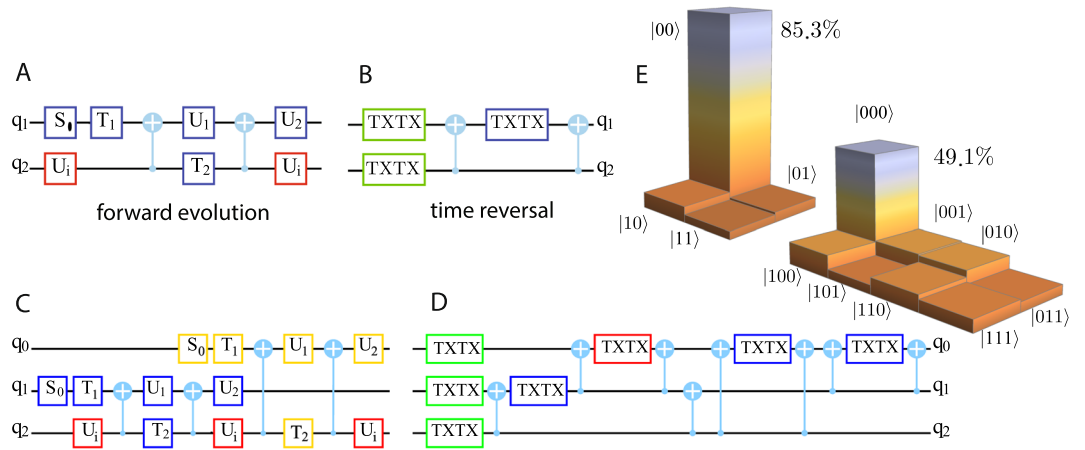 A
q1 S0 T1 U1 U2
q2 Ui T2 Ui
forward evolution
B
TXTX TXTX q1
TXTX q2
time reversal
E
|00⟩ 85.3%
|01⟩
|10⟩
|11⟩
|000⟩
49.1%
|001⟩
|010⟩
|100⟩
|101⟩
|110⟩
|111⟩
|011⟩
C
q0 S0 T1 U1 U2
q1 S0 T1 U1 U2
q2 Ui T2 Ui T2 Ui
D
TXTX TXTX TXTX TXTX q0
TXTX TXTX q1
TXTX q2